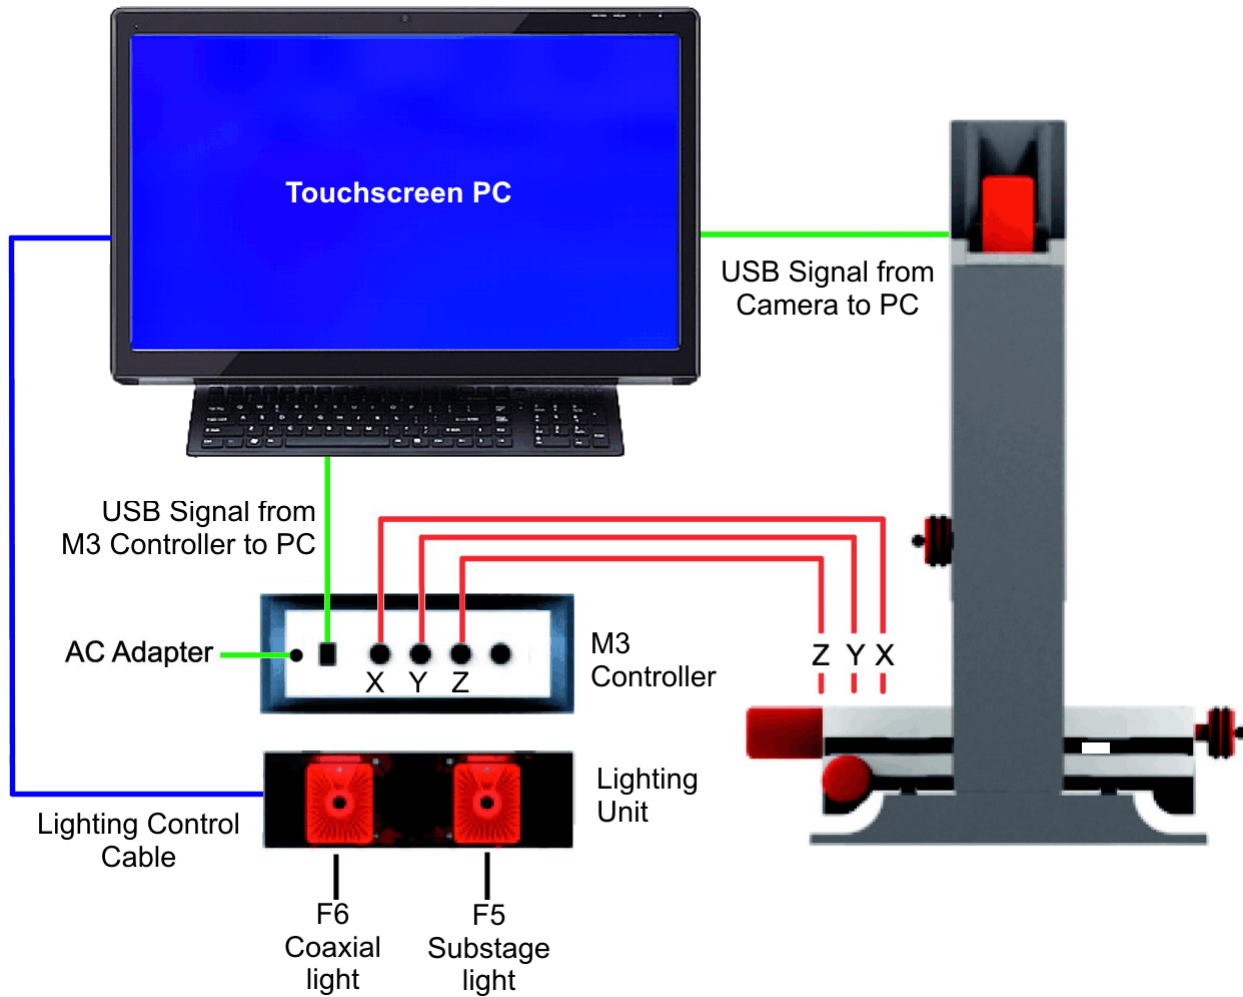 Touchscreen PC
USB Signal from
Camera to PC
USB Signal from
M3 Controller to PC
AC Adapter
X Y Z
M3
Controller
Z Y X
Lighting
Unit
Lighting Control
Cable
F6
Coaxial
light
F5
Substage
light